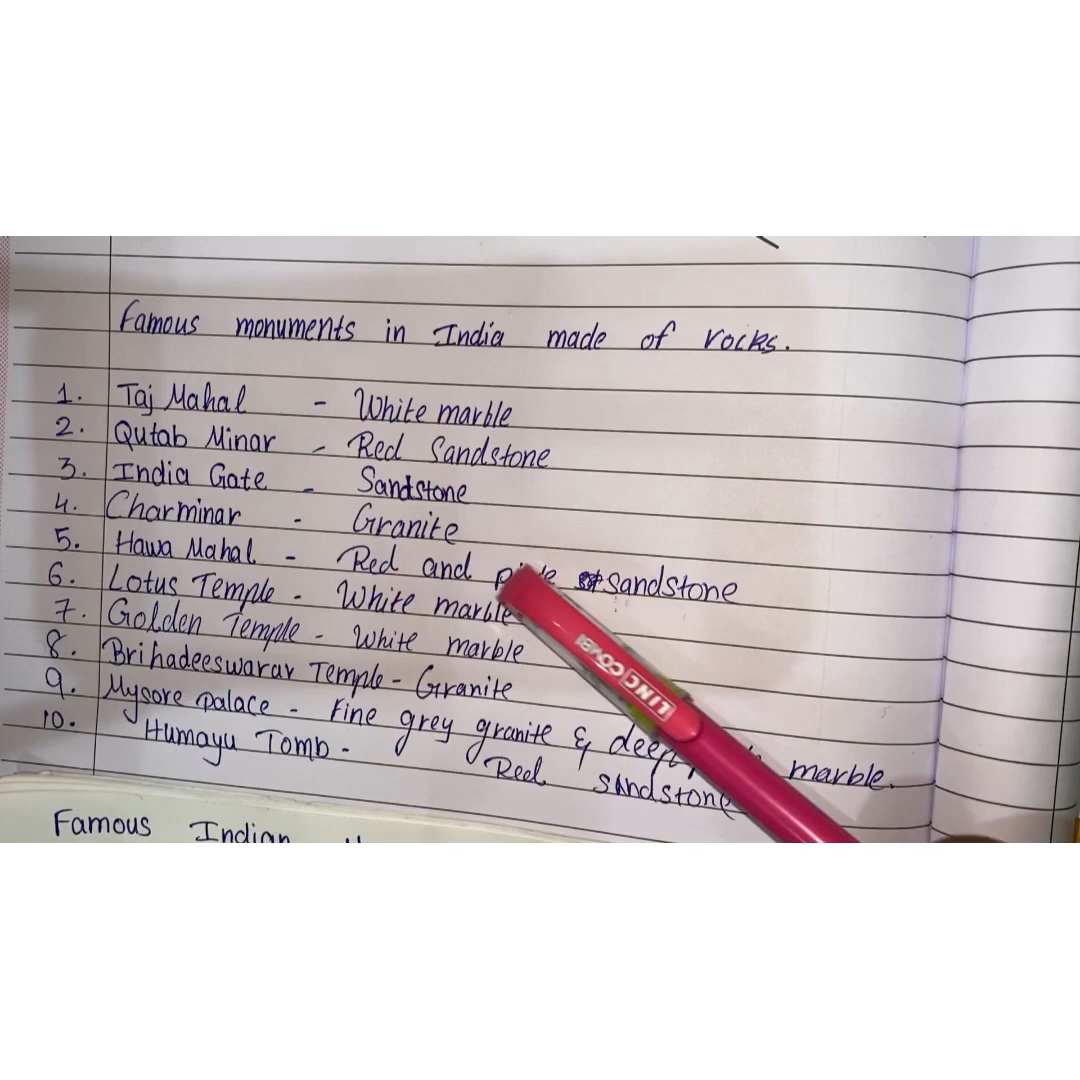 Famous monuments in India made of rocks.
1. Taj Mahal - White marble
2. Qutab Minar - Red Sandstone
3. India Gate - Sandstone
4. Charminar - Granite
5. Hawa Mahal - Red and sandstone
6. Lotus Temple - White marble
7. Golden Temple - White marble
8. Brihadeeswarar Temple - Granite
9. Mysore palace - Fine grey granite & deep marble.
10. Humayu Tomb - Red sandstone
LINC
Famous Indian